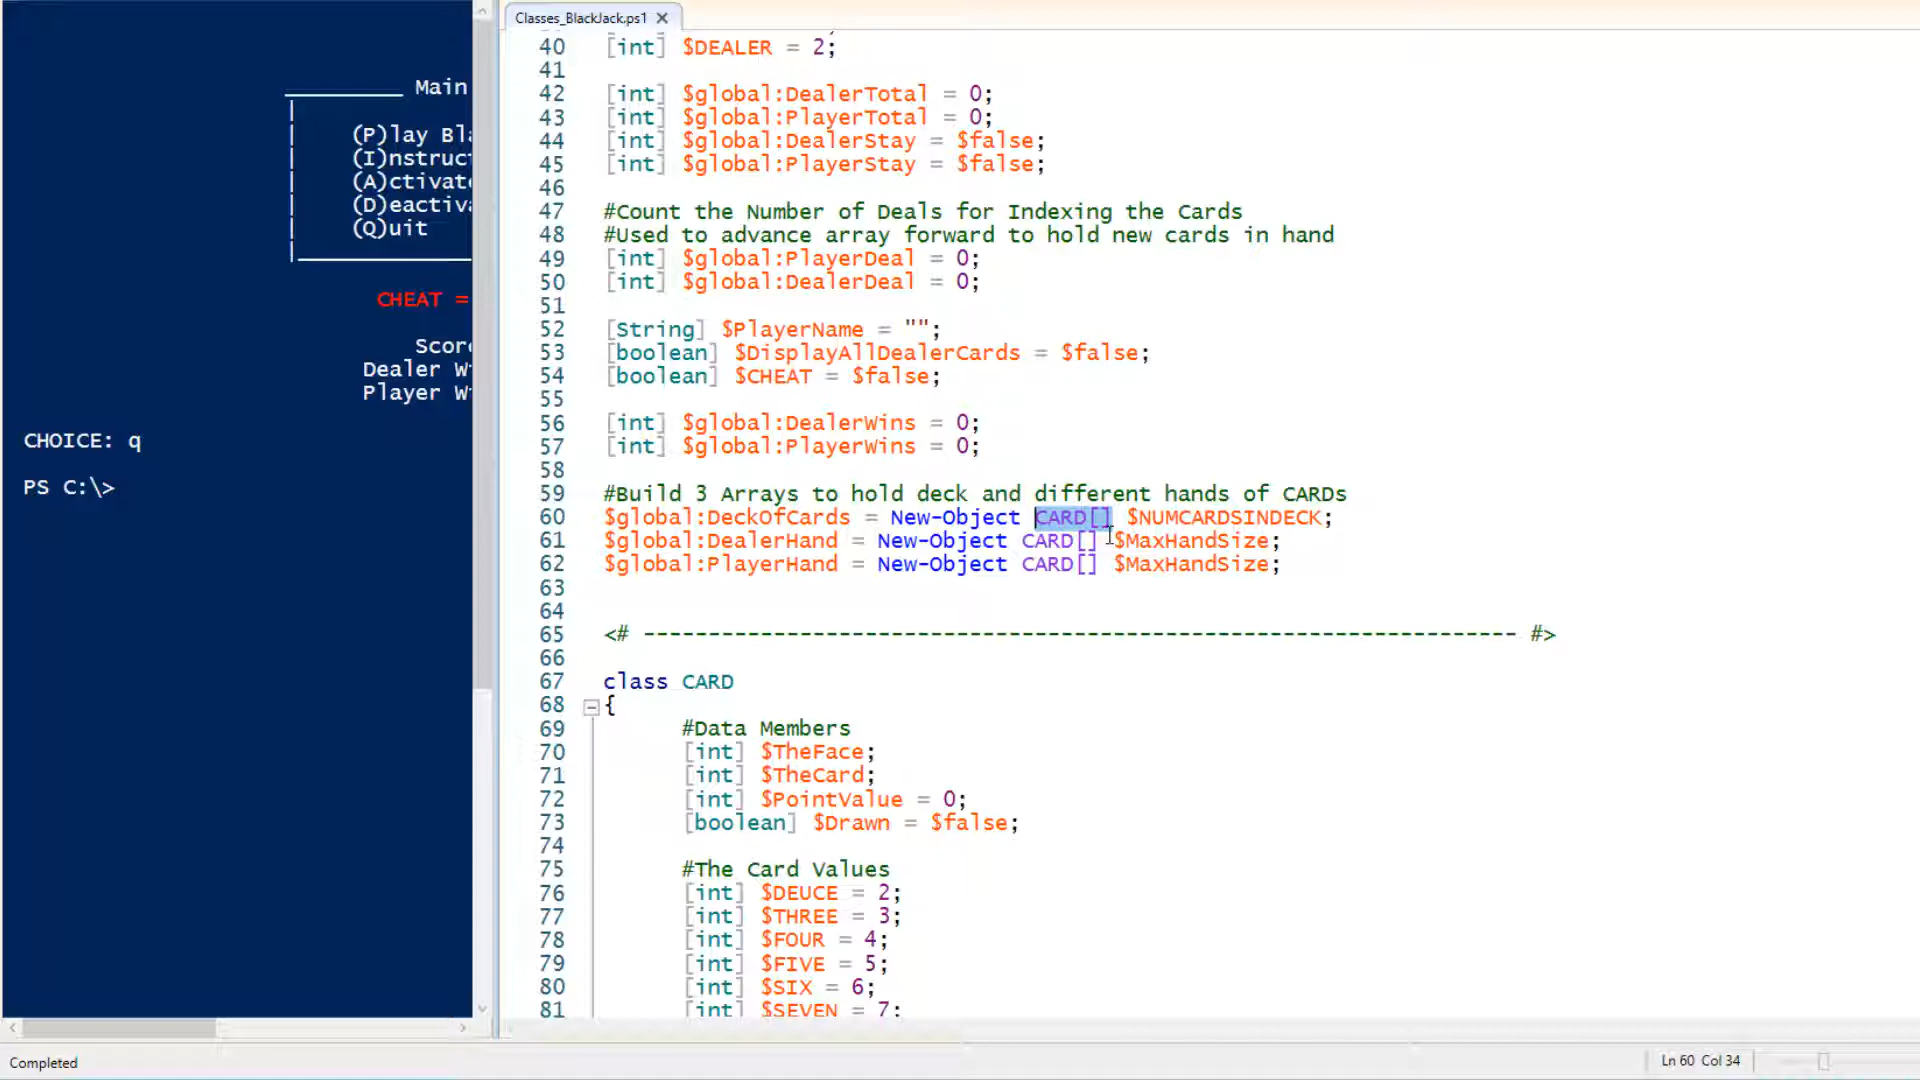 Classes_BlackJack.ps1
Main
(P)lay Bl
(I)nstruc
(A)ctivat
(D)eactiv
(Q)uit
CHEAT =
Score
Dealer W
Player W
CHOICE: q
PS C:\>
40 [int] $DEALER = 2;
41
42 [int] $global:DealerTotal = 0;
43 [int] $global:PlayerTotal = 0;
44 [int] $global:DealerStay = $false;
45 [int] $global:PlayerStay = $false;
46
47 #Count the Number of Deals for Indexing the Cards
48 #Used to advance array forward to hold new cards in hand
49 [int] $global:PlayerDeal = 0;
50 [int] $global:DealerDeal = 0;
51
52 [String] $PlayerName = "";
53 [boolean] $DisplayAllDealerCards = $false;
54 [boolean] $CHEAT = $false;
55
56 [int] $global:DealerWins = 0;
57 [int] $global:PlayerWins = 0;
58
59 #Build 3 Arrays to hold deck and different hands of CARDs
60 $global:DeckOfCards = New-Object CARD[] $NUMCARDSINDECK;
61 $global:DealerHand = New-Object CARD[] $MaxHandSize;
62 $global:PlayerHand = New-Object CARD[] $MaxHandSize;
63
64
65 <# ------------------------------------------------------------------- #>
66
67 class CARD
68 {
69 #Data Members
70 [int] $TheFace;
71 [int] $TheCard;
72 [int] $PointValue = 0;
73 [boolean] $Drawn = $false;
74
75 #The Card Values
76 [int] $DEUCE = 2;
77 [int] $THREE = 3;
78 [int] $FOUR = 4;
79 [int] $FIVE = 5;
80 [int] $SIX = 6;
81 [int] $SEVEN = 7;
Completed
Ln 60 Col 34